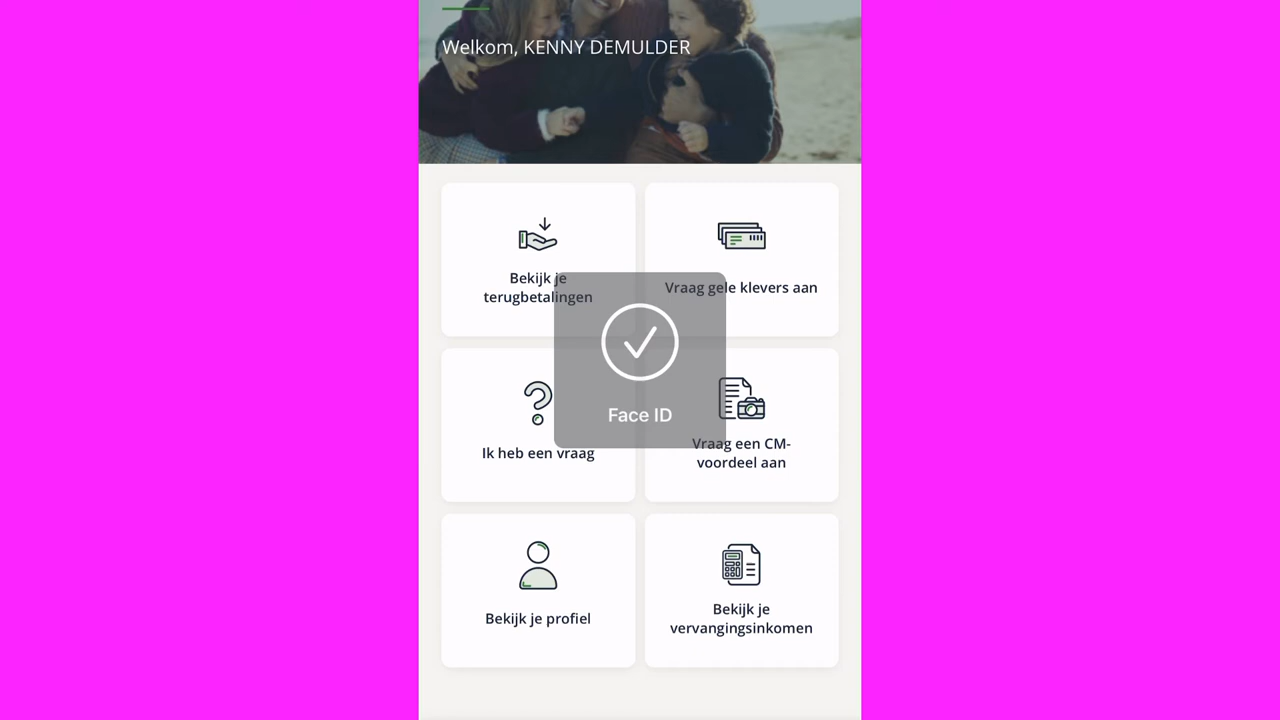 Welkom, KENNY DEMULDER
Bekijk je
terugbetalingen
Vraag gele klevers aan
Face ID
Ik heb een vraag
Vraag een CM-
voordeel aan
Bekijk je profiel
Bekijk je
vervangingsinkomen